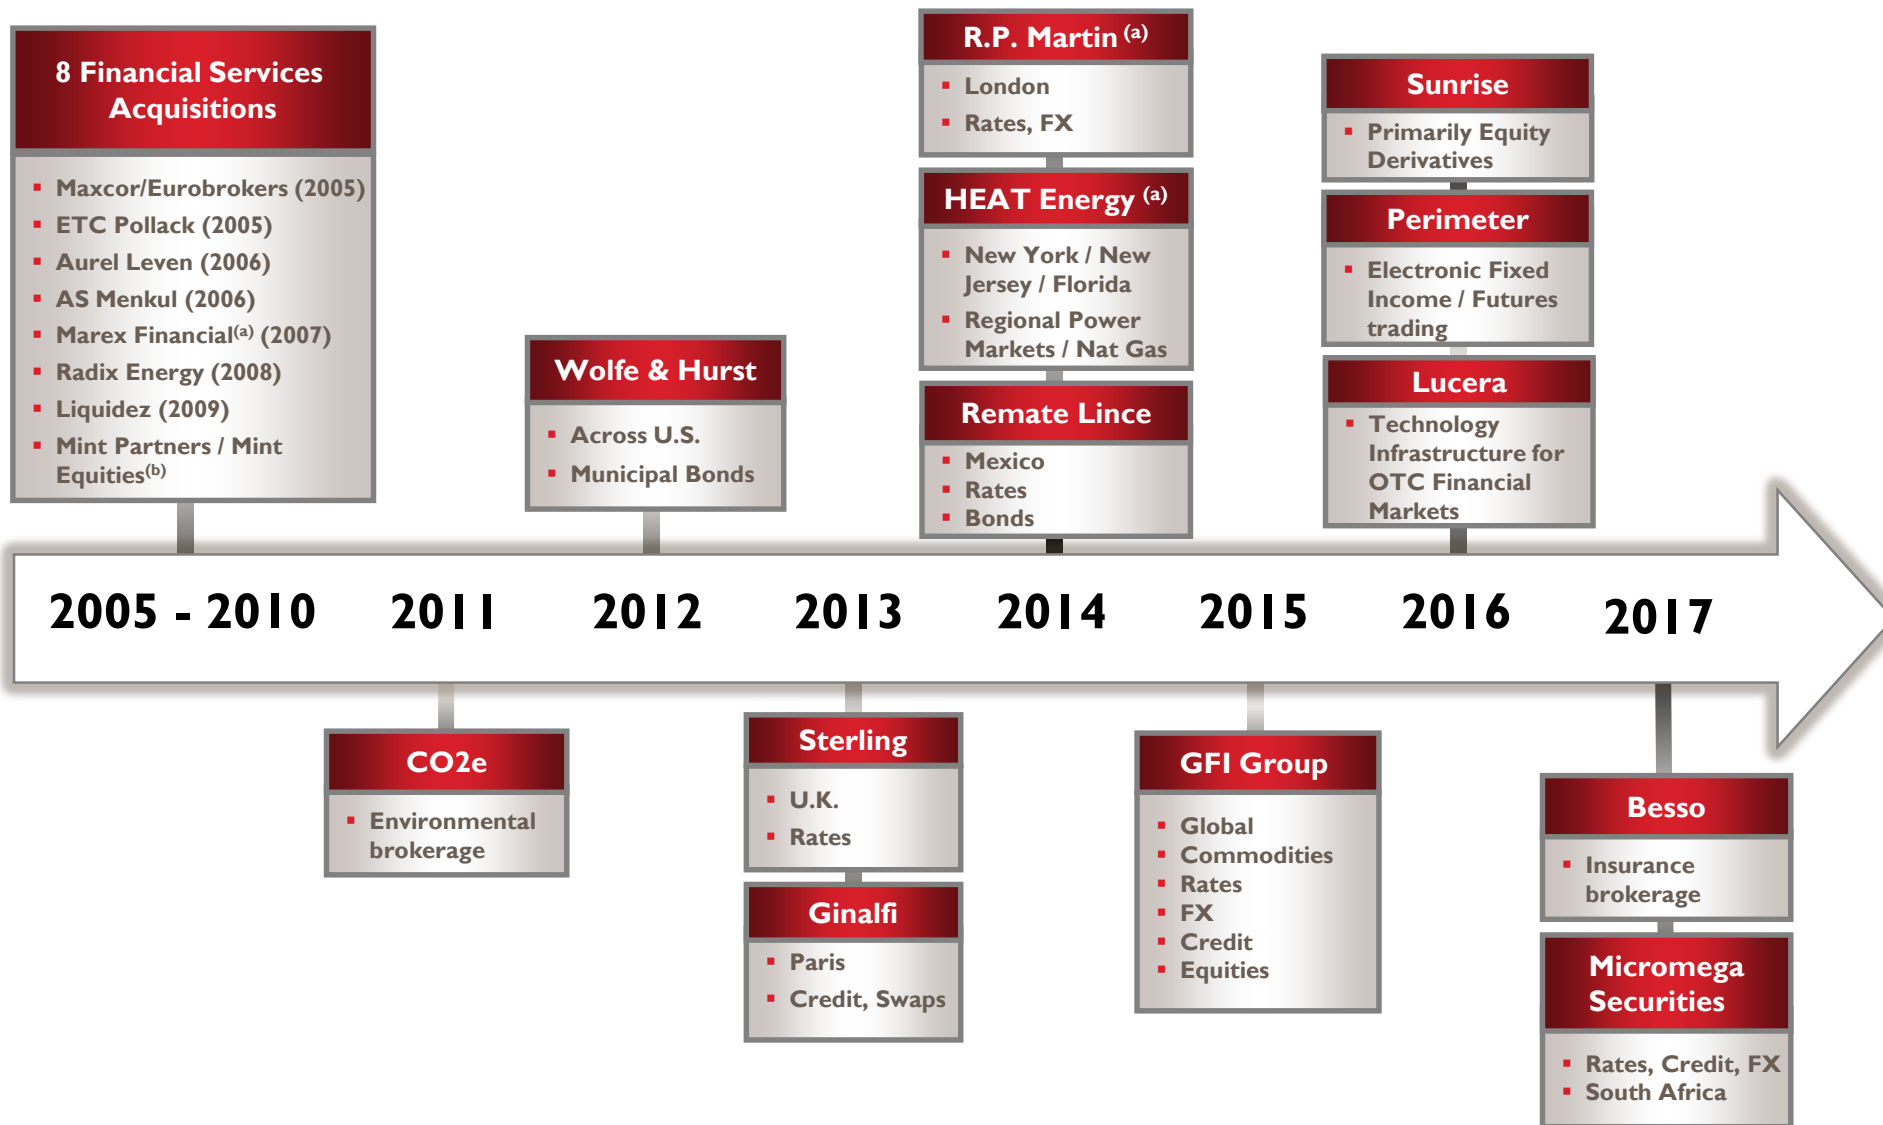 8 Financial Services
Acquisitions
▪ Maxcor/Eurobrokers (2005)
▪ ETC Pollack (2005)
▪ Aurel Leven (2006)
▪ AS Menkul (2006)
▪ Marex Financial(a) (2007)
▪ Radix Energy (2008)
▪ Liquidez (2009)
▪ Mint Partners / Mint
Equities(b)
Wolfe & Hurst
▪ Across U.S.
▪ Municipal Bonds
R.P. Martin (a)
▪ London
▪ Rates, FX
HEAT Energy (a)
▪ New York / New
Jersey / Florida
▪ Regional Power
Markets / Nat Gas
Remate Lince
▪ Mexico
▪ Rates
▪ Bonds
Sunrise
▪ Primarily Equity
Derivatives
Perimeter
▪ Electronic Fixed
Income / Futures
trading
Lucera
▪ Technology
Infrastructure for
OTC Financial
Markets
2005 - 2010 2011 2012 2013 2014 2015 2016 2017
CO2e
▪ Environmental
brokerage
Sterling
▪ U.K.
▪ Rates
Ginalfi
▪ Paris
▪ Credit, Swaps
GFI Group
▪ Global
▪ Commodities
▪ Rates
▪ FX
▪ Credit
▪ Equities
Besso
▪ Insurance
brokerage
Micromega
Securities
▪ Rates, Credit, FX
▪ South Africa